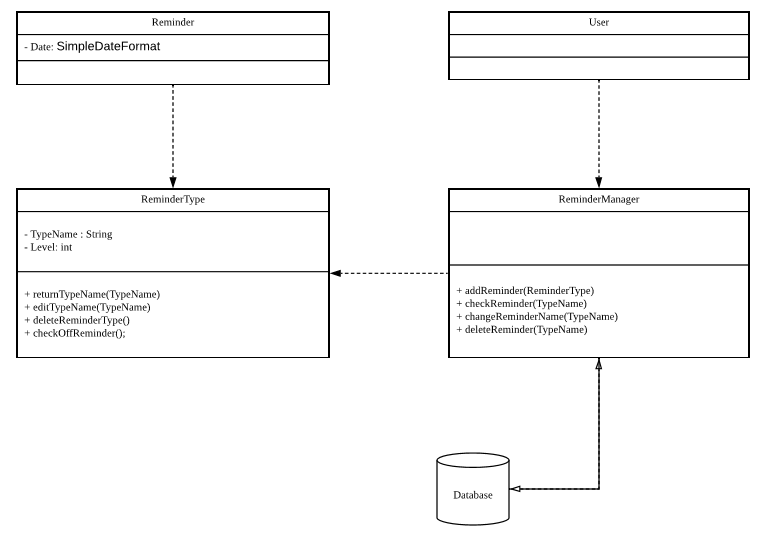 Reminder
- Date: SimpleDateFormat
User
ReminderType
- TypeName : String
- Level: int
+ returnTypeName(TypeName)
+ editTypeName(TypeName)
+ deleteReminderType()
+ checkOffReminder();
ReminderManager
+ addReminder(ReminderType)
+ checkReminder(TypeName)
+ changeReminderName(TypeName)
+ deleteReminder(TypeName)
Database